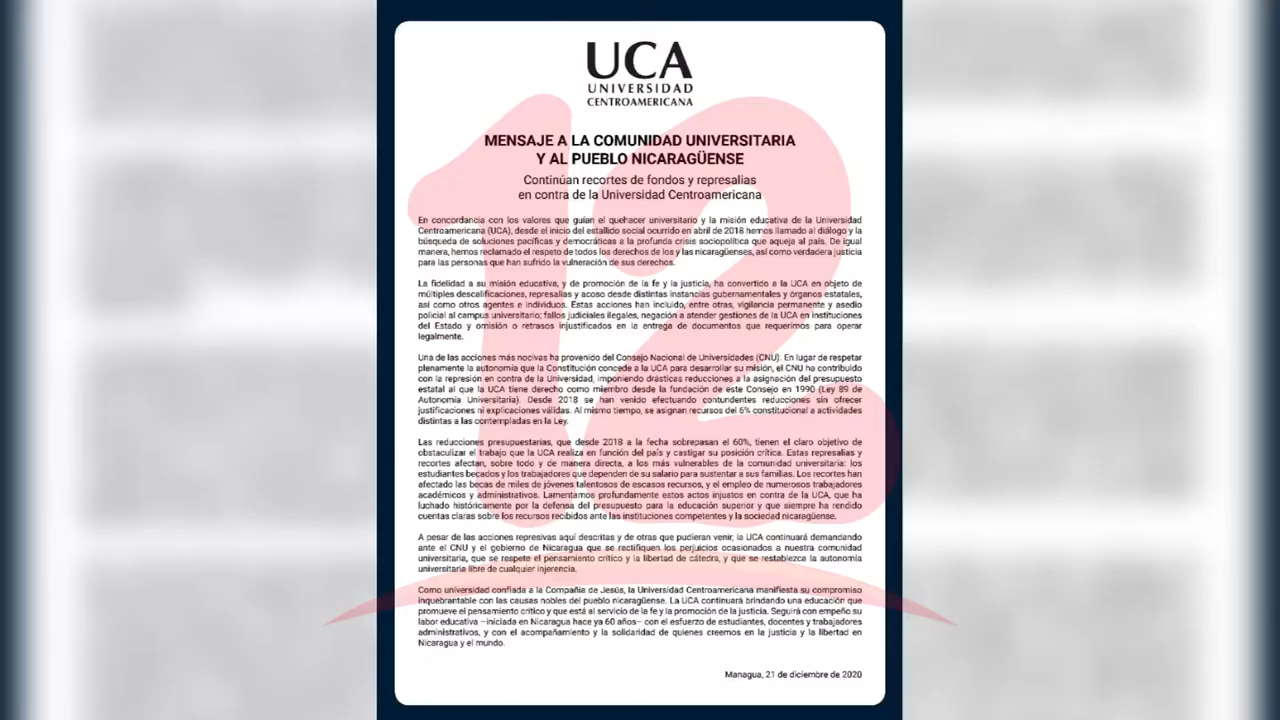 UCA
UNIVERSIDAD
CENTROAMERICANA
MENSAJE A LA COMUNIDAD UNIVERSITARIA
Y AL PUEBLO NICARAGÜENSE
Continúan recortes de fondos y represalias
en contra de la Universidad Centroamericana
En concordancia con los valores que guían el quehacer universitario y la misión educativa de la Universidad
Centroamericana (UCA), desde el inicio del estallido social ocurrido en abril de 2018 hemos llamado al diálogo y la
búsqueda de soluciones pacíficas y democráticas a la profunda crisis sociopolítica que aqueja al país. De igual
manera, hemos reclamado el respeto de todos los derechos de los y las nicaragüenses, así como verdadera justicia
para las personas que han sufrido la vulneración de sus derechos.
La fidelidad a su misión educativa, y de promoción de la fe y la justicia, ha convertido a la UCA en objeto de
múltiples descalificaciones, represalias y acoso desde distintas instancias gubernamentales y órganos estatales,
así como otros agentes e individuos. Estas acciones han incluido, entre otras, vigilancia permanente y asedio
policial al campus universitario; fallos judiciales ilegales, negación a atender gestiones de la UCA en instituciones
del Estado y omisión o retrasos injustificados en la entrega de documentos que requerimos para operar
legalmente.
Una de las acciones más nocivas ha provenido del Consejo Nacional de Universidades (CNU). En lugar de respetar
plenamente la autonomía que la Constitución concede a la UCA para desarrollar su misión, el CNU ha contribuido
con la represión en contra de la Universidad, imponiendo drásticas reducciones a la asignación del presupuesto
estatal al que la UCA tiene derecho como miembro desde la fundación de este Consejo en 1990 (Ley 89 de
Autonomía Universitaria). Desde 2018 se han venido efectuando contundentes reducciones sin ofrecer
justificaciones ni explicaciones válidas. Al mismo tiempo, se asignan recursos del 6% constitucional a actividades
distintas a las contempladas en la Ley.
Las reducciones presupuestarias, que desde 2018 a la fecha sobrepasan el 60%, tienen el claro objetivo de
obstaculizar el trabajo que la UCA realiza en función del país y castigar su posición crítica. Estas represalias y
recortes afectan, sobre todo y de manera directa, a los más vulnerables de la comunidad universitaria: los
estudiantes becados y los trabajadores que dependen de su salario para sustentar a sus familias. Los recortes han
afectado las becas de miles de jóvenes talentosos de escasos recursos, y el empleo de numerosos trabajadores
académicos y administrativos. Lamentamos profundamente estos actos injustos en contra de la UCA, que ha
luchado históricamente por la defensa del presupuesto para la educación superior y que siempre ha rendido
cuentas claras sobre los recursos recibidos ante las instituciones competentes y la sociedad nicaragüense.
A pesar de las acciones represivas aquí descritas y de otras que pudieran venir, la UCA continuará demandando
ante el CNU y el gobierno de Nicaragua que se rectifiquen los perjuicios ocasionados a nuestra comunidad
universitaria, que se respete el pensamiento crítico y la libertad de cátedra, y que se restablezca la autonomía
universitaria libre de cualquier injerencia.
Como universidad confiada a la Compañía de Jesús, la Universidad Centroamericana manifiesta su compromiso
inquebrantable con las causas nobles del pueblo nicaragüense. La UCA continuará brindando una educación que
promueve el pensamiento crítico y que está al servicio de la fe y la promoción de la justicia. Seguirá con empeño su
labor educativa –iniciada en Nicaragua hace ya 60 años– con el esfuerzo de estudiantes, docentes y trabajadores
administrativos, y con el acompañamiento y la solidaridad de quienes creemos en la justicia y la libertad en
Nicaragua y el mundo.
Managua, 21 de diciembre de 2020
12